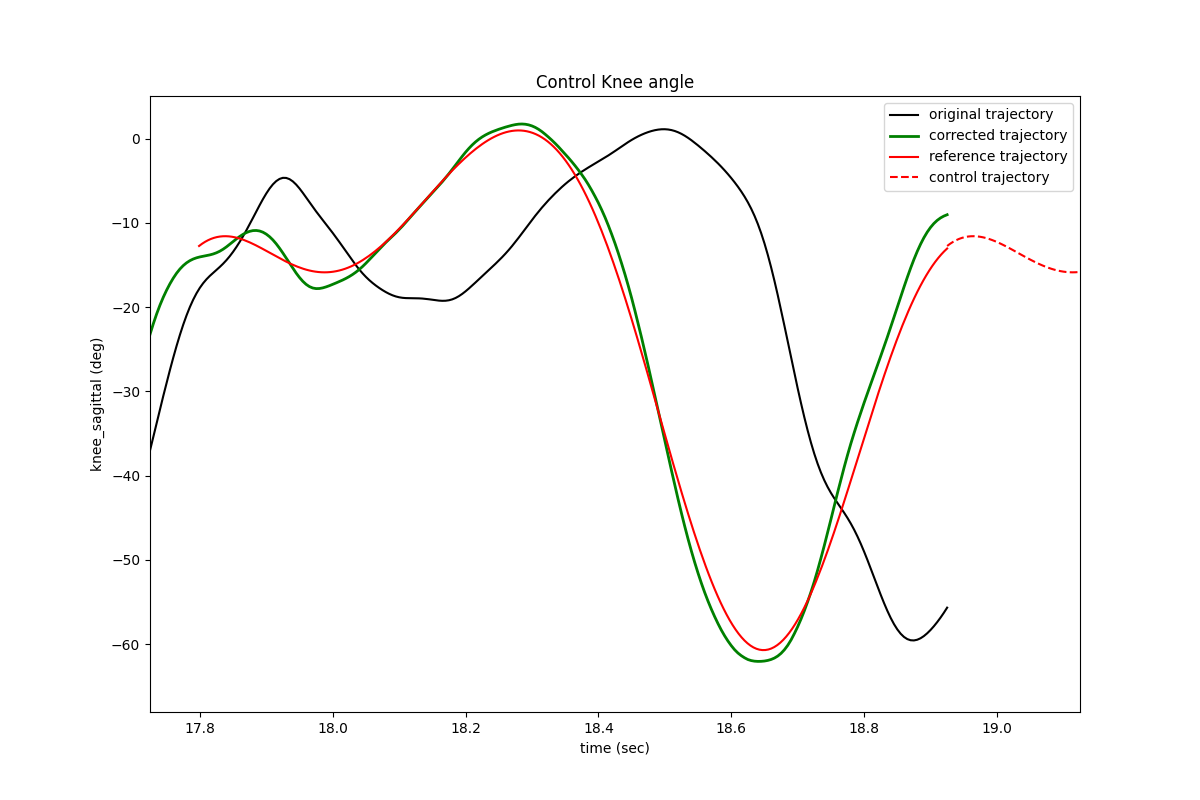 Control Knee angle
original trajectory
corrected trajectory
reference trajectory
control trajectory
knee_sagittal (deg)
0
−10
−20
−30
−40
−50
−60
17.8 18.0 18.2 18.4 18.6 18.8 19.0
time (sec)